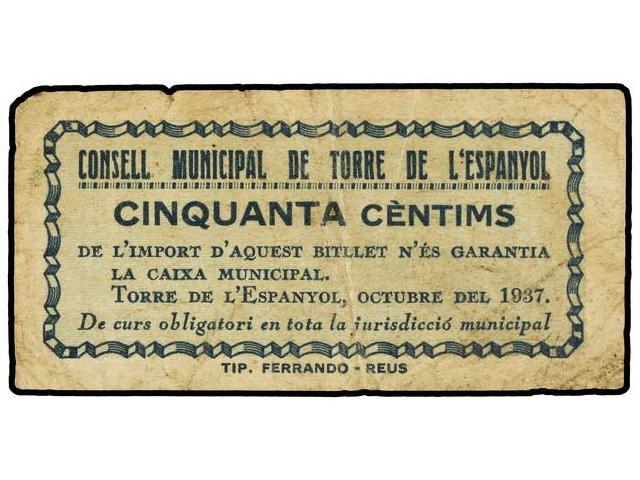 CONSELL MUNICIPAL DE TORRE DE L'ESPANYOL
CINQUANTA CÈNTIMS
DE L'IMPORT D'AQUEST BITLLET N'ÉS GARANTIA
LA CAIXA MUNICIPAL.
TORRE DE L'ESPANYOL, OCTUBRE DEL 1937.
De curs obligatori en tota la jurisdicció municipal
TIP. FERRANDO - REUS